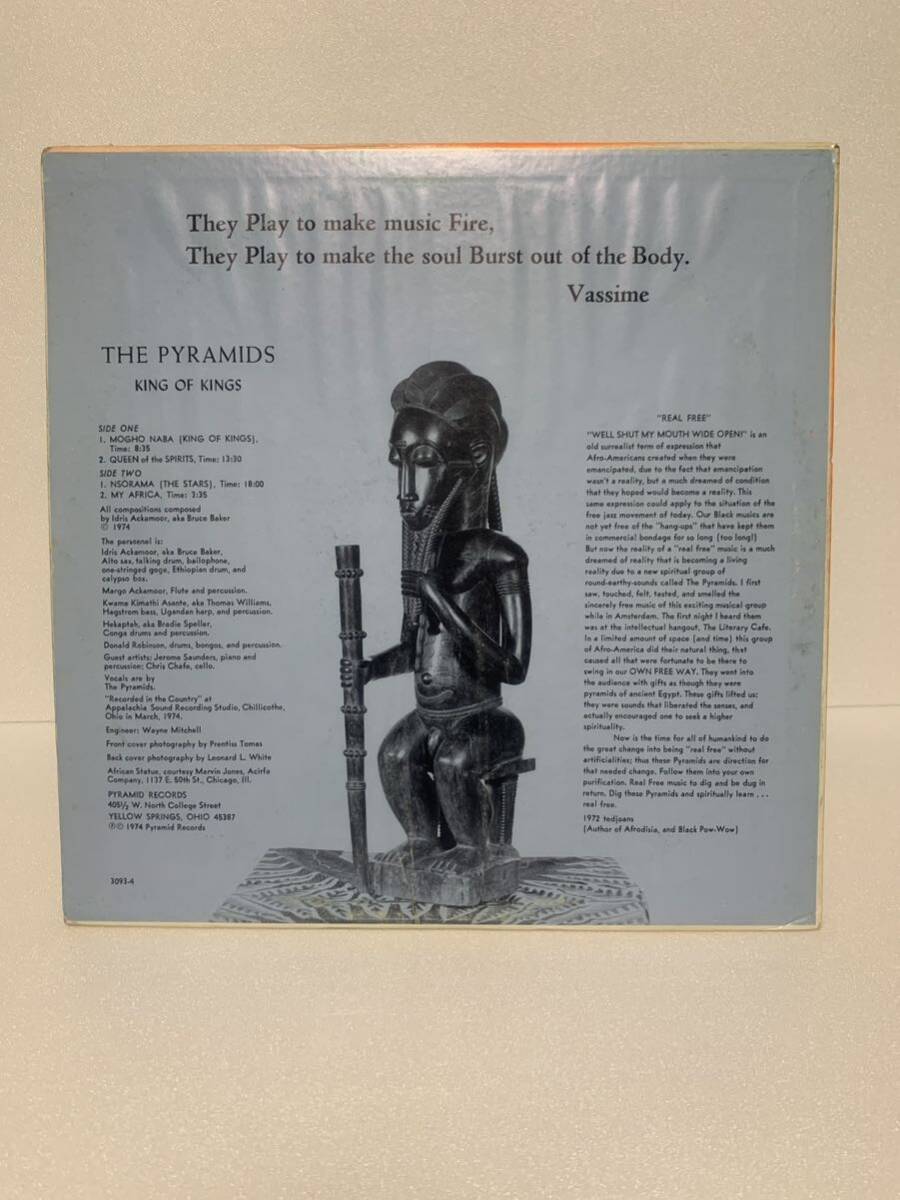 They Play to make music Fire,
They Play to make the soul Burst out of the Body.
Vassime
THE PYRAMIDS
KING OF KINGS
SIDE ONE
1. MOGHO NABA (KING OF KINGS),
Time: 8:35
2. QUEEN of the SPIRITS, Time: 13:30
SIDE TWO
1. NSORAMA (THE STARS), Time: 18:00
2. MY AFRICA, Time: 3:35
All compositions composed
by Idris Ackamoor, aka Bruce Baker
© 1974
The personel is:
Idris Ackamoor, aka Bruce Baker,
Alto sax, talking drum, bailophone,
one-stringed goge, Ethiopian drum, and
calypso box.
Margo Ackamoor, Flute and percussion.
Kwame Kimathi Asante, aka Thomas Williams,
Hagstrom bass, Ugandan harp, and percussion.
Hekaptah, aka Bradie Speller,
Conga drums and percussion.
Donald Robinson, drums, bongos, and percussion.
Guest artists: Jerome Saunders, piano and
percussion; Chris Chafe, cello.
Vocals are by
The Pyramids.
"Recorded in the Country" at
Appalachia Sound Recording Studio, Chillicothe,
Ohio in March, 1974.
Engineer: Wayne Mitchell
Front cover photography by Prentiss Tomas
Back cover photography by Leonard L. White
African Statue, courtesy Marvin Jones, Acirfa
Company, 1137 E. 50th St., Chicago, Ill.
PYRAMID RECORDS
405½ W. North College Street
YELLOW SPRINGS, OHIO 45387
℗© 1974 Pyramid Records
3093-4
"REAL FREE"
"WELL SHUT MY MOUTH WIDE OPEN!" is an
old surrealist term of expression that
Afro-Americans created when they were
emancipated, due to the fact that emancipation
wasn't a reality, but a much dreamed of condition
that they hoped would become a reality. This
same expression could apply to the situation of the
free jazz movement of today. Our Black musics are
not yet free of the "hang-ups" that have kept them
in commercial bondage for so long (too long!)
But now the reality of a "real free" music is a much
dreamed of reality that is becoming a living
reality due to a new spiritual group of
round-earthy-sounds called The Pyramids. I first
saw, touched, felt, tasted, and smelled the
sincerely free music of this exciting musical group
while in Amsterdam. The first night I heard them
was at the intellectual hangout, The Literary Cafe.
In a limited amount of space (and time) this group
of Afro-America did their natural thing, that
caused all that were fortunate to be there to
swing in our OWN FREE WAY. They went into
the audience with gifts as though they were
pyramids of ancient Egypt. These gifts lifted us;
they were sounds that liberated the senses, and
actually encouraged one to seek a higher
spirituality.
Now is the time for all of humankind to do
the great change into being "real free" without
artificialities; thus these Pyramids are direction for
that needed change. Follow them into your own
purification. Real Free music to dig and be dug in
return. Dig these Pyramids and spiritually learn . . .
real free.
1972 tedjoans
(Author of Afrodisia, and Black Pow-Wow)